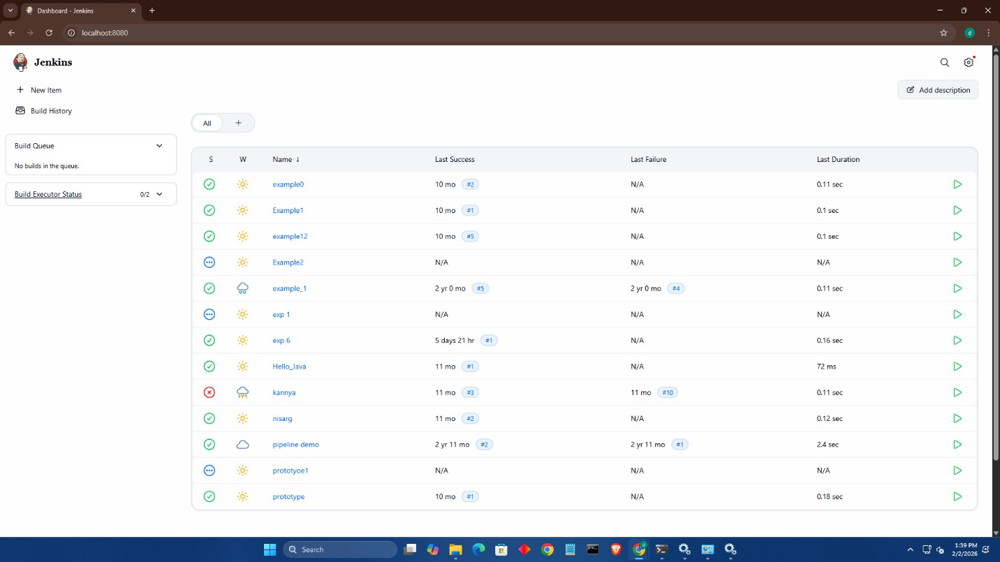 Dashboard - Jenkins
localhost:8080
d
Jenkins
New Item
Add description
Build History
All
Build Queue
No builds in the queue.
Build Executor Status 0/2
S W Name ↓ Last Success Last Failure Last Duration
example0 10 mo #2 N/A 0.11 sec
Example1 10 mo #1 N/A 0.1 sec
example12 10 mo #5 N/A 0.1 sec
Example2 N/A N/A N/A
example_1 2 yr 0 mo #5 2 yr 0 mo #4 0.11 sec
exp 1 N/A N/A N/A
exp 6 5 days 21 hr #1 N/A 0.16 sec
Hello_Java 11 mo #1 N/A 72 ms
kannya 11 mo #3 11 mo #10 0.11 sec
nisarg 11 mo #2 N/A 0.12 sec
pipeline demo 2 yr 11 mo #2 2 yr 11 mo #1 2.4 sec
prototyoe1 N/A N/A N/A
prototype 10 mo #1 N/A 0.18 sec
Search
d
1:39 PM
2/2/2026